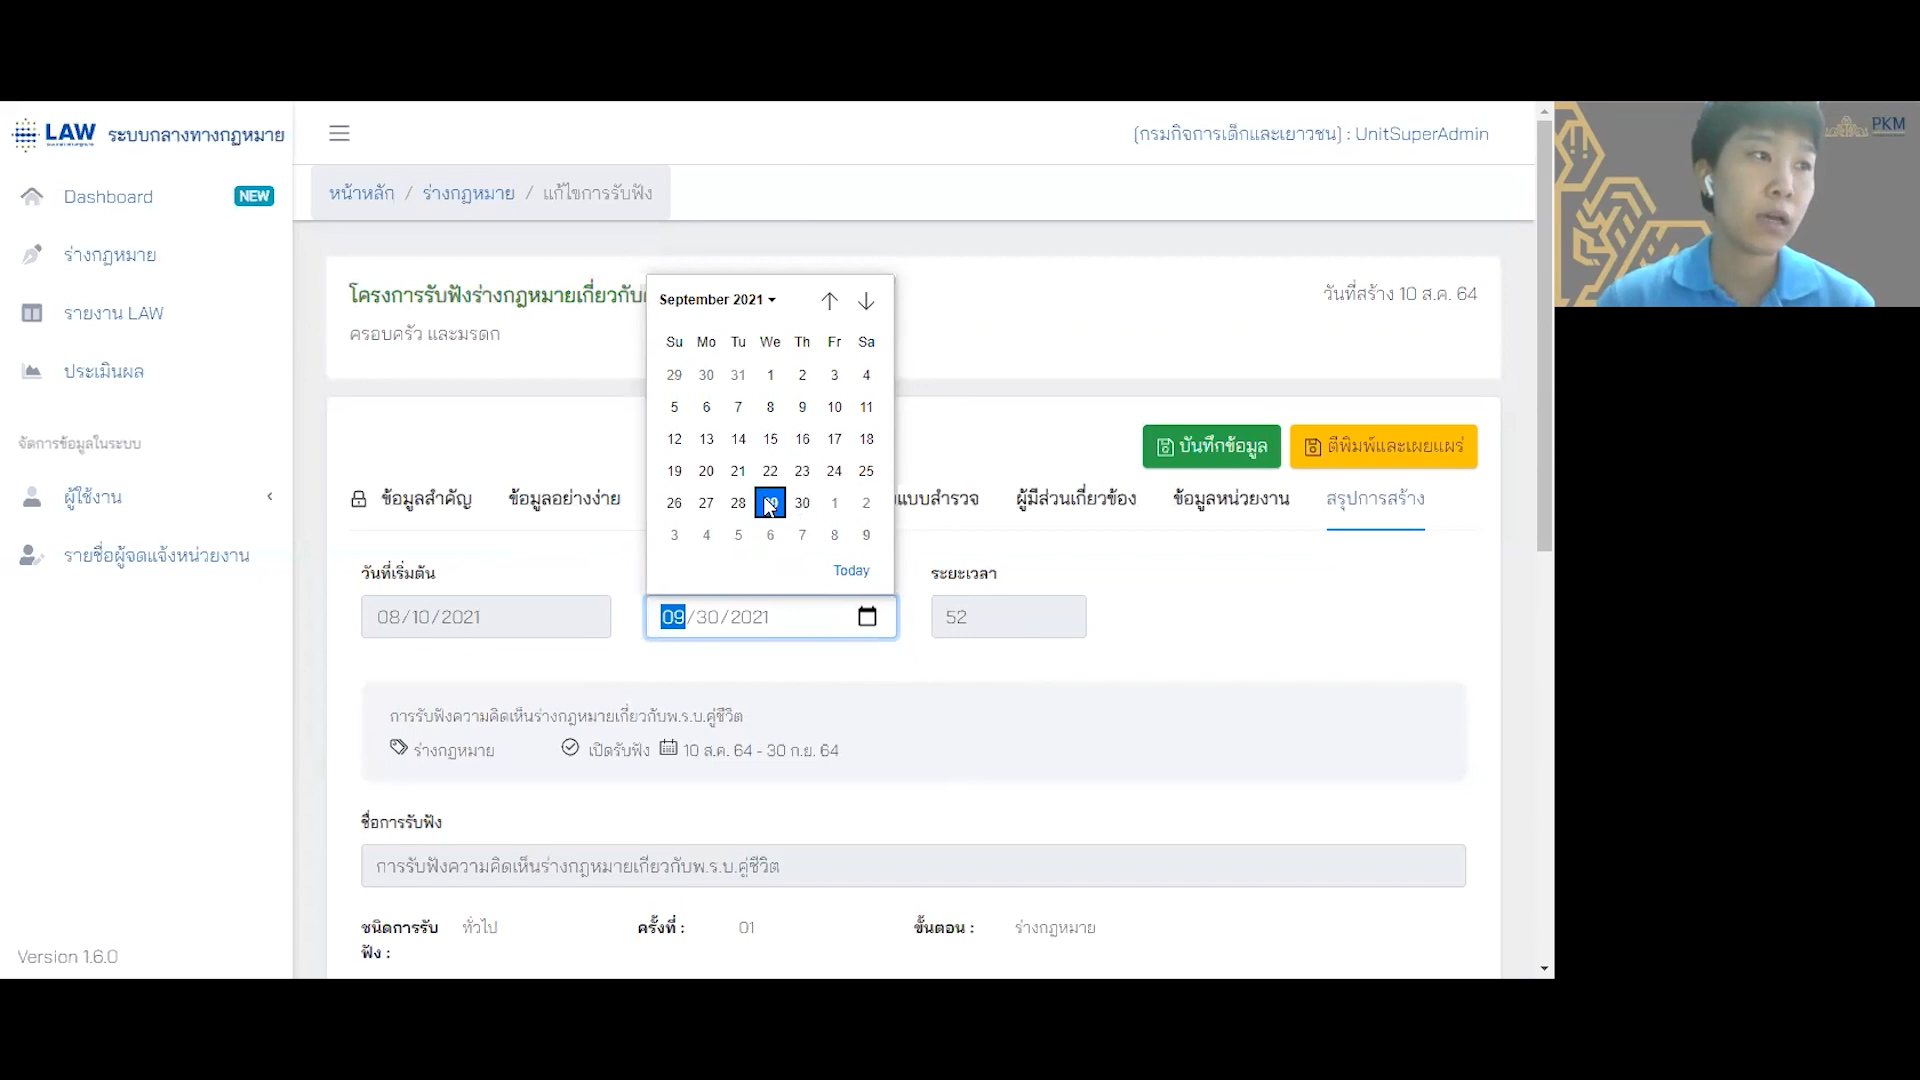 LAW ระบบกลางทางกฎหมาย
(กรมกิจการเด็กและเยาวชน) : UnitSuperAdmin
PKM
Dashboard NEW
ร่างกฎหมาย
รายงาน LAW
ประเมินผล
จัดการข้อมูลในระบบ
ผู้ใช้งาน
รายชื่อผู้จดแจ้งหน่วยงาน
Version 1.6.0
หน้าหลัก / ร่างกฎหมาย / แก้ไขการรับฟัง
โครงการรับฟังร่างกฎหมายเกี่ยวกับ
วันที่สร้าง 10 ส.ค. 64
ครอบครัว และมรดก
September 2021
Su Mo Tu We Th Fr Sa
29 30 31 1 2 3 4
5 6 7 8 9 10 11
12 13 14 15 16 17 18
19 20 21 22 23 24 25
26 27 28 29 30 1 2
3 4 5 6 7 8 9
Today
บันทึกข้อมูล ตีพิมพ์และเผยแพร่
ข้อมูลสำคัญ ข้อมูลอย่างง่าย แบบสำรวจ ผู้มีส่วนเกี่ยวข้อง ข้อมูลหน่วยงาน สรุปการสร้าง
วันที่เริ่มต้น ระยะเวลา
08/10/2021 09/30/2021 52
การรับฟังความคิดเห็นร่างกฎหมายเกี่ยวกับพ.ร.บ.คู่ชีวิต
ร่างกฎหมาย เปิดรับฟัง 10 ส.ค. 64 - 30 ก.ย. 64
ชื่อการรับฟัง
การรับฟังความคิดเห็นร่างกฎหมายเกี่ยวกับพ.ร.บ.คู่ชีวิต
ชนิดการรับฟัง : ทั่วไป ครั้งที่ : 01 ขั้นตอน : ร่างกฎหมาย